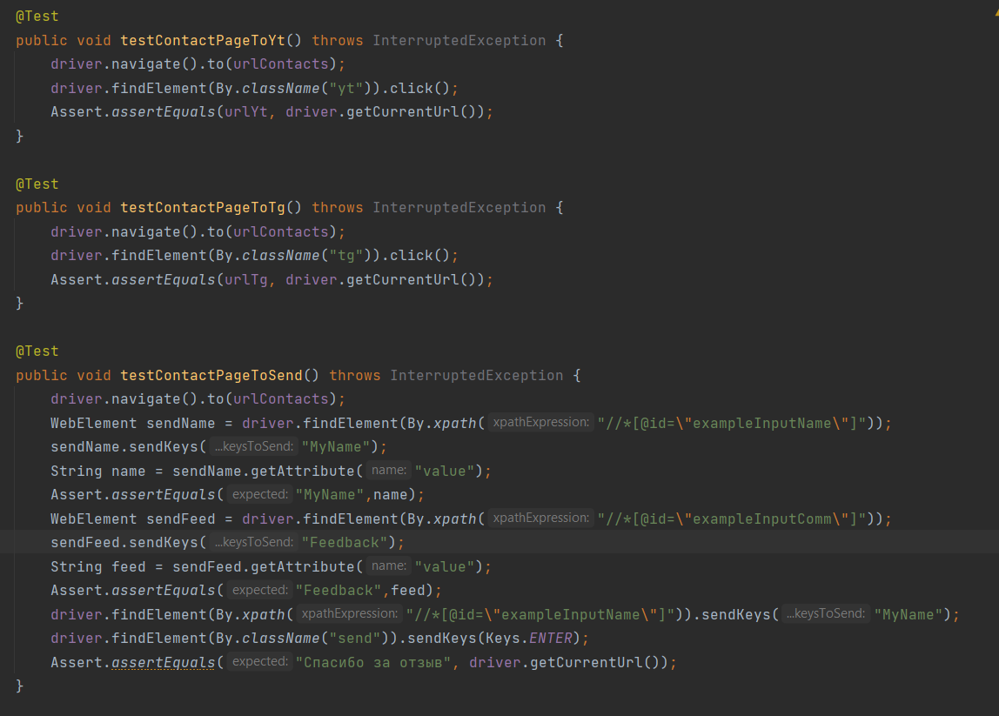 @Test
public void testContactPageToYt() throws InterruptedException {
    driver.navigate().to(urlContacts);
    driver.findElement(By.className("yt")).click();
    Assert.assertEquals(urlYt, driver.getCurrentUrl());
}
@Test
public void testContactPageToTg() throws InterruptedException {
    driver.navigate().to(urlContacts);
    driver.findElement(By.className("tg")).click();
    Assert.assertEquals(urlTg, driver.getCurrentUrl());
}
@Test
public void testContactPageToSend() throws InterruptedException {
    driver.navigate().to(urlContacts);
    WebElement sendName = driver.findElement(By.xpath( xpathExpression: "//*[@id=\"exampleInputName\"]"));
    sendName.sendKeys( ...keysToSend: "MyName");
    String name = sendName.getAttribute( name: "value");
    Assert.assertEquals( expected: "MyName",name);
    WebElement sendFeed = driver.findElement(By.xpath( xpathExpression: "//*[@id=\"exampleInputComm\"]"));
    sendFeed.sendKeys( ...keysToSend: "Feedback");
    String feed = sendFeed.getAttribute( name: "value");
    Assert.assertEquals( expected: "Feedback",feed);
    driver.findElement(By.xpath( xpathExpression: "//*[@id=\"exampleInputName\"]")).sendKeys( ...keysToSend: "MyName");
    driver.findElement(By.className("send")).sendKeys(Keys.ENTER);
    Assert.assertEquals( expected: "Спасибо за отзыв", driver.getCurrentUrl());
}